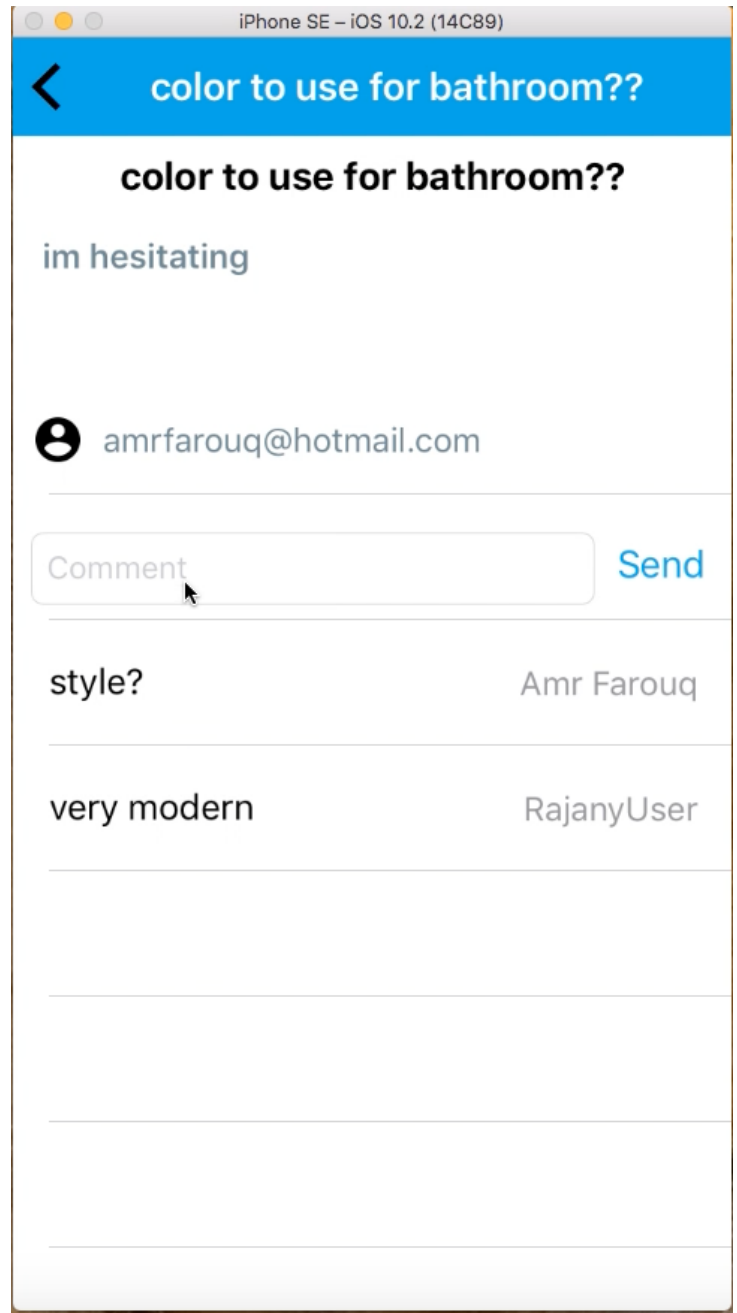 iPhone SE – iOS 10.2 (14C89)
color to use for bathroom??
color to use for bathroom??
im hesitating
amrfarouq@hotmail.com
Comment
Send
style?
Amr Farouq
very modern
RajanyUser